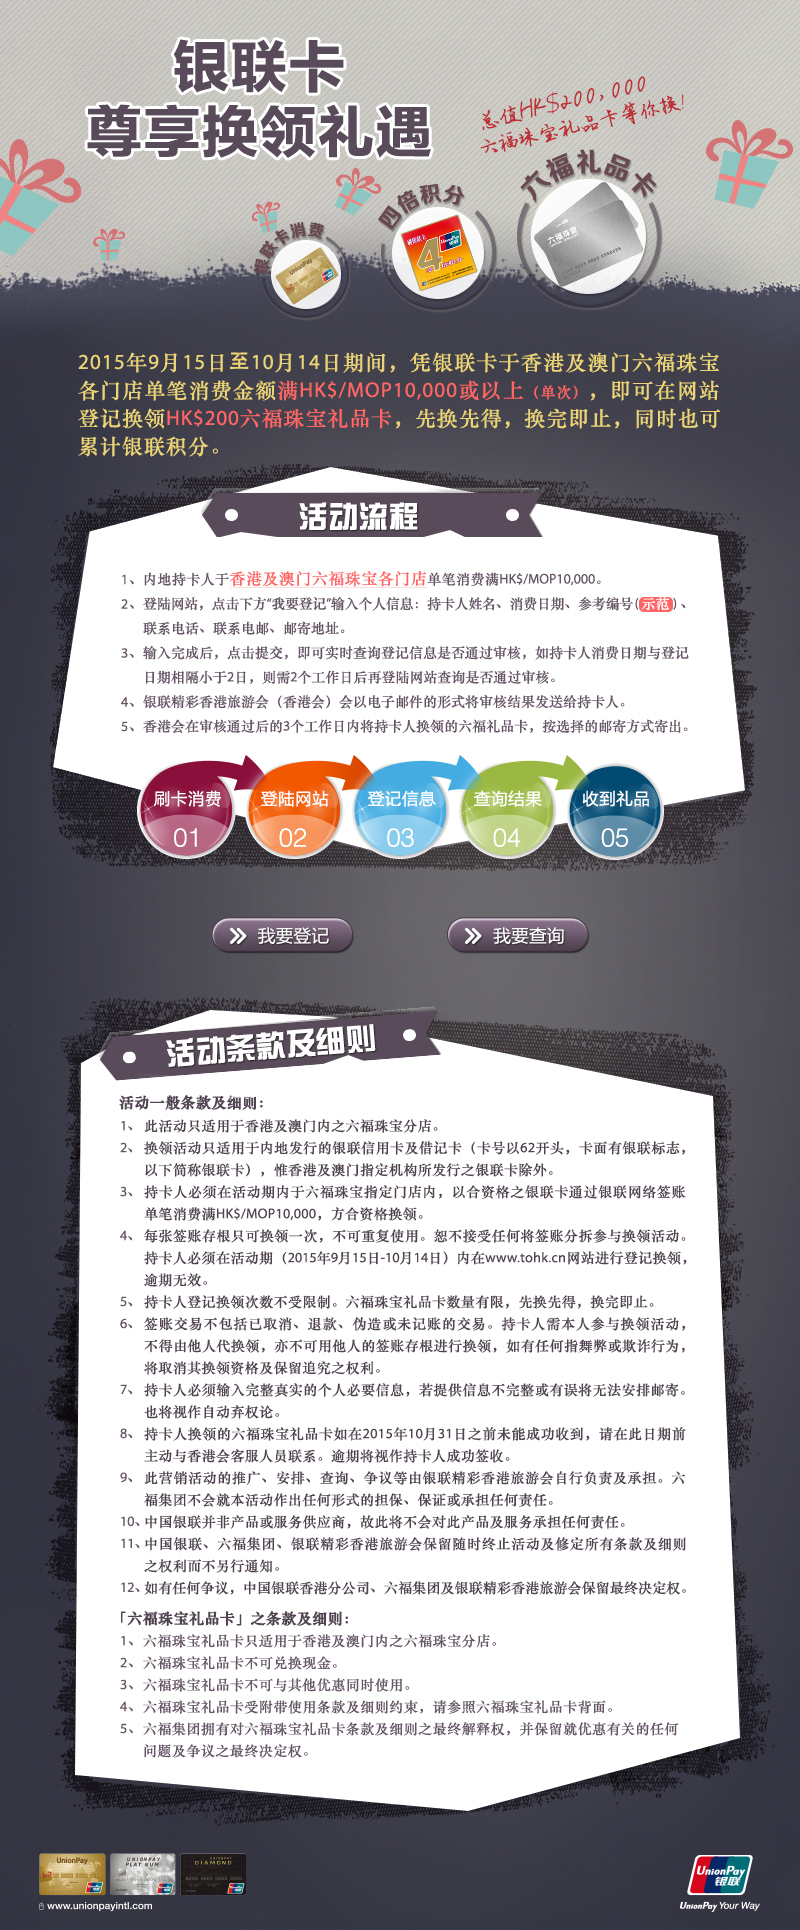 银联卡
尊享换领礼遇
总值HK$200,000
六福珠宝礼品卡等你换!
银联卡消费
四倍积分
六福礼品卡
UnionPay
4
六福珠寶
2015年9月15日至10月14日期间，凭银联卡于香港及澳门六福珠宝
各门店单笔消费金额满HK$/MOP10,000或以上（单次），即可在网站
登记换领HK$200六福珠宝礼品卡，先换先得，换完即止，同时也可
累计银联积分。
活动流程
1、内地持卡人于香港及澳门六福珠宝各门店单笔消费满HK$/MOP10,000。
2、登陆网站，点击下方“我要登记”输入个人信息：持卡人姓名、消费日期、参考编号(示范)、
联系电话、联系电邮、邮寄地址。
3、输入完成后，点击提交，即可实时查询登记信息是否通过审核，如持卡人消费日期与登记
日期相隔小于2日，则需2个工作日后再登陆网站查询是否通过审核。
4、银联精彩香港旅游会（香港会）会以电子邮件的形式将审核结果发送给持卡人。
5、香港会在审核通过后的3个工作日内将持卡人换领的六福礼品卡，按选择的邮寄方式寄出。
刷卡消费 登陆网站 登记信息 查询结果 收到礼品
01 02 03 04 05
我要登记 我要查询
活动条款及细则
活动一般条款及细则：
1、 此活动只适用于香港及澳门内之六福珠宝分店。
2、 换领活动只适用于内地发行的银联信用卡及借记卡（卡号以62开头，卡面有银联标志，
以下简称银联卡），惟香港及澳门指定机构所发行之银联卡除外。
3、 持卡人必须在活动期内于六福珠宝指定门店内，以合资格之银联卡通过银联网络签账
单笔消费满HK$/MOP10,000，方合资格换领。
4、 每张签账存根只可换领一次，不可重复使用。恕不接受任何将签账分拆参与换领活动。
持卡人必须在活动期（2015年9月15日-10月14日）内在www.tohk.cn网站进行登记换领，
逾期无效。
5、 持卡人登记换领次数不受限制。六福珠宝礼品卡数量有限，先换先得，换完即止。
6、 签账交易不包括已取消、退款、伪造或未记账的交易。持卡人需本人参与换领活动，
不得由他人代换领，亦不可用他人的签账存根进行换领，如有任何指舞弊或欺诈行为，
将取消其换领资格及保留追究之权利。
7、 持卡人必须输入完整真实的个人必要信息，若提供信息不完整或有误将无法安排邮寄。
也将视作自动弃权论。
8、 持卡人换领的六福珠宝礼品卡如在2015年10月31日之前未能成功收到，请在此日期前
主动与香港会客服人员联系。逾期将视作持卡人成功签收。
9、 此营销活动的推广、安排、查询、争议等由银联精彩香港旅游会自行负责及承担。六
福集团不会就本活动作出任何形式的担保、保证或承担任何责任。
10、中国银联并非产品或服务供应商，故此将不会对此产品及服务承担任何责任。
11、中国银联、六福集团、银联精彩香港旅游会保留随时终止活动及修定所有条款及细则
之权利而不另行通知。
12、如有任何争议，中国银联香港分公司、六福集团及银联精彩香港旅游会保留最终决定权。
「六福珠宝礼品卡」之条款及细则：
1、 六福珠宝礼品卡只适用于香港及澳门内之六福珠宝分店。
2、 六福珠宝礼品卡不可兑换现金。
3、 六福珠宝礼品卡不可与其他优惠同时使用。
4、 六福珠宝礼品卡受附带使用条款及细则约束，请参照六福珠宝礼品卡背面。
5、 六福集团拥有对六福珠宝礼品卡条款及细则之最终解释权，并保留就优惠有关的任何
问题及争议之最终决定权。
UnionPay
UNIONPAY
PLATINUM
UNIONPAY
DIAMOND
www.unionpayintl.com
UnionPay
银联
UnionPay Your Way